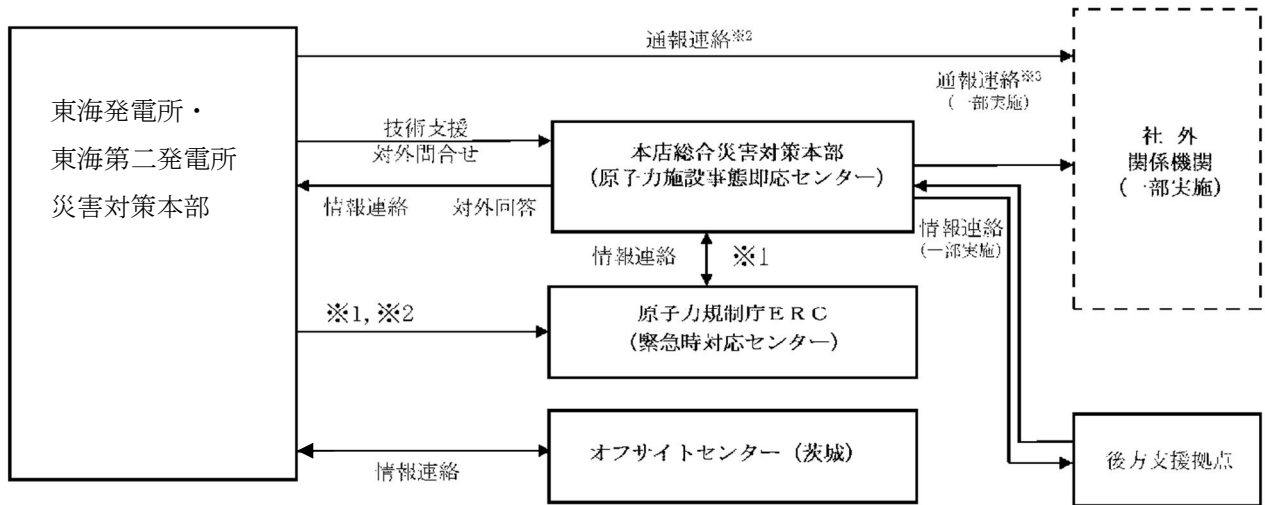 通報連絡※2
通報連絡※3
(一部実施)
東海発電所・
東海第二発電所
災害対策本部
技術支援
対外問合せ
情報連絡 対外回答
本店総合災害対策本部
(原子力施設事態即応センター)
社 外
関係機関
(一部実施)
情報連絡
(一部実施)
情報連絡 ※1
※1, ※2
原子力規制庁ERC
(緊急時対応センター)
情報連絡
オフサイトセンター (茨城)
後方支援拠点